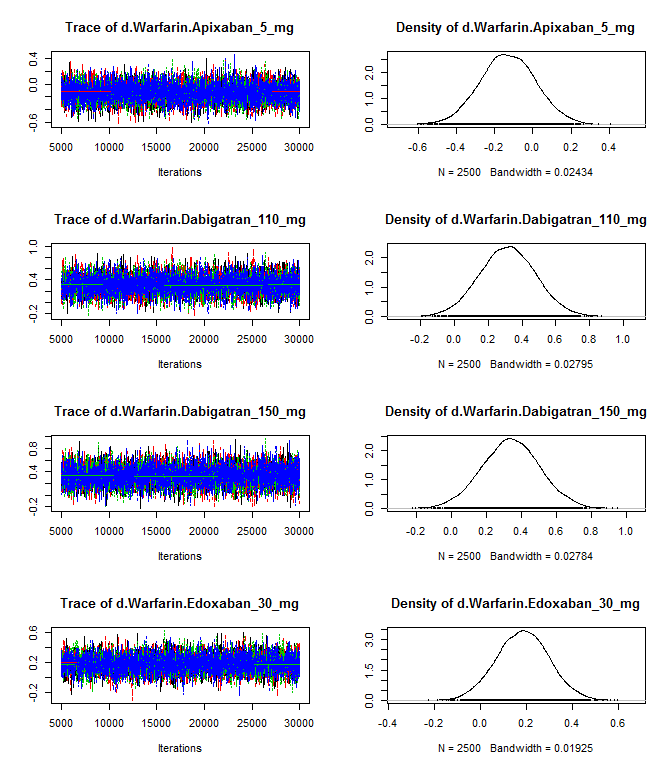 Trace of d.Warfarin.Apixaban_5_mg
0.4
0.0
-0.6
5000 10000 15000 20000 25000 30000
Iterations
Density of d.Warfarin.Apixaban_5_mg
2.0
1.0
0.0
-0.6 -0.4 -0.2 0.0 0.2 0.4
N = 2500 Bandwidth = 0.02434
Trace of d.Warfarin.Dabigatran_110_mg
1.0
0.4
-0.2
5000 10000 15000 20000 25000 30000
Iterations
Density of d.Warfarin.Dabigatran_110_mg
2.0
1.0
0.0
-0.2 0.2 0.4 0.6 0.8 1.0
0.0
N = 2500 Bandwidth = 0.02795
Trace of d.Warfarin.Dabigatran_150_mg
0.8
0.4
-0.2
5000 10000 15000 20000 25000 30000
Iterations
Density of d.Warfarin.Dabigatran_150_mg
2.0
1.0
0.0
-0.2 0.0 0.2 0.4 0.6 0.8 1.0
N = 2500 Bandwidth = 0.02784
Trace of d.Warfarin.Edoxaban_30_mg
0.6
0.2
-0.2
5000 10000 15000 20000 25000 30000
Iterations
Density of d.Warfarin.Edoxaban_30_mg
3.0
1.5
0.0
-0.4 -0.2 0.0 0.2 0.4 0.6
N = 2500 Bandwidth = 0.01925